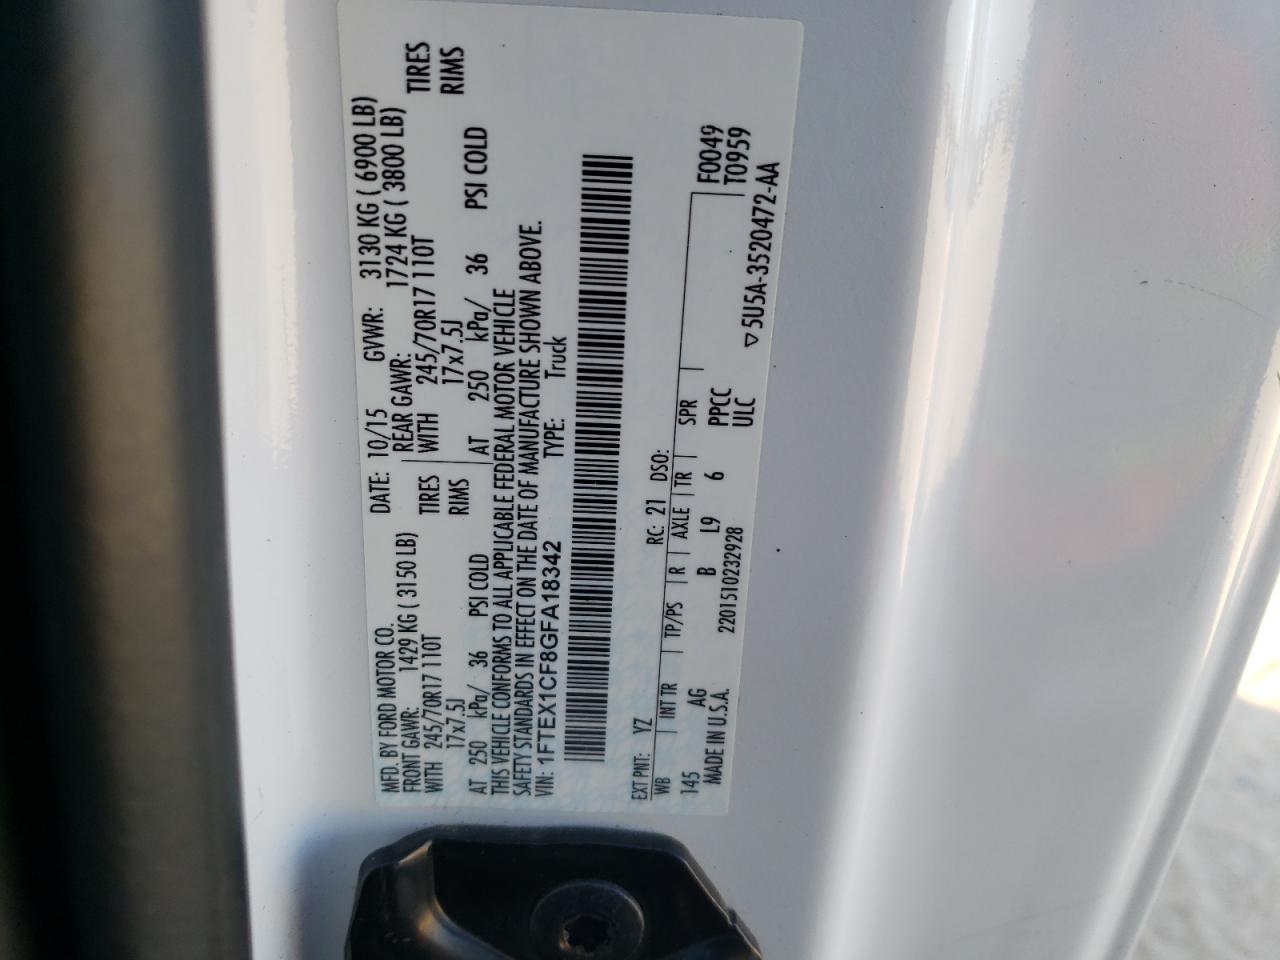 MFD. BY FORD MOTOR CO. DATE: 10/15 GVWR: 3130 KG ( 6900 LB)
FRONT GAWR: 1429 KG ( 3150 LB) REAR GAWR: 1724 KG ( 3800 LB)
WITH 245/70R17 110T TIRES WITH 245/70R17 110T TIRES
17x7.5J RIMS 17x7.5J RIMS
AT 250 kPa/ 36 PSI COLD AT 250 kPa/ 36 PSI COLD
THIS VEHICLE CONFORMS TO ALL APPLICABLE FEDERAL MOTOR VEHICLE
SAFETY STANDARDS IN EFFECT ON THE DATE OF MANUFACTURE SHOWN ABOVE.
VIN: 1FTEX1CF8GFA18342 TYPE: Truck
EXT PNT: YZ RC: 21 DSO:
WB INT TR TP/PS R AXLE TR SPR F0049
145 AG B L9 6 PPCC T0959
MADE IN U.S.A. 2201510232928 ULC ▽5U5A-3520472-AA